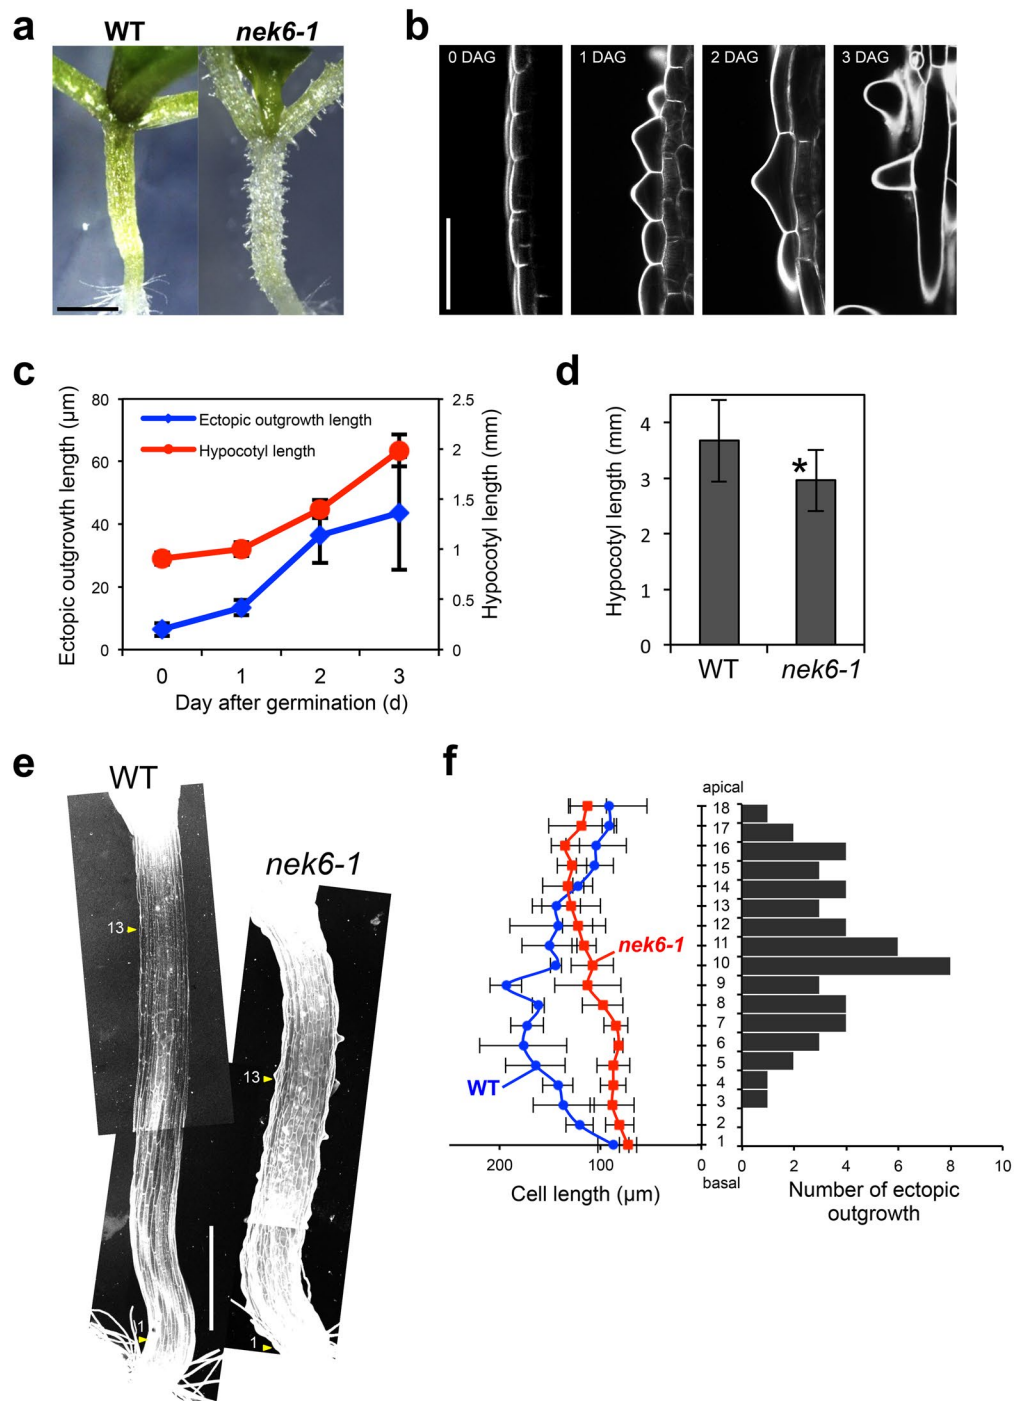 a
WT
nek6-1
b
0 DAG
1 DAG
2 DAG
3 DAG
c
Ectopic outgrowth length (µm)
80
60
40
20
0
Ectopic outgrowth length
Hypocotyl length
2.5
2
1.5
1
0.5
0
Hypocotyl length (mm)
0 1 2 3
Day after germination (d)
d
Hypocotyl length (mm)
4
3
2
1
0
*
WT
nek6-1
e
WT
nek6-1
13
13
1
1
f
apical
18
17
16
15
14
13
12
11
10
9
8
7
6
5
4
3
2
1
basal
nek6-1
WT
200 100 0
Cell length (µm)
0 2 4 6 8 10
Number of ectopic
outgrowth